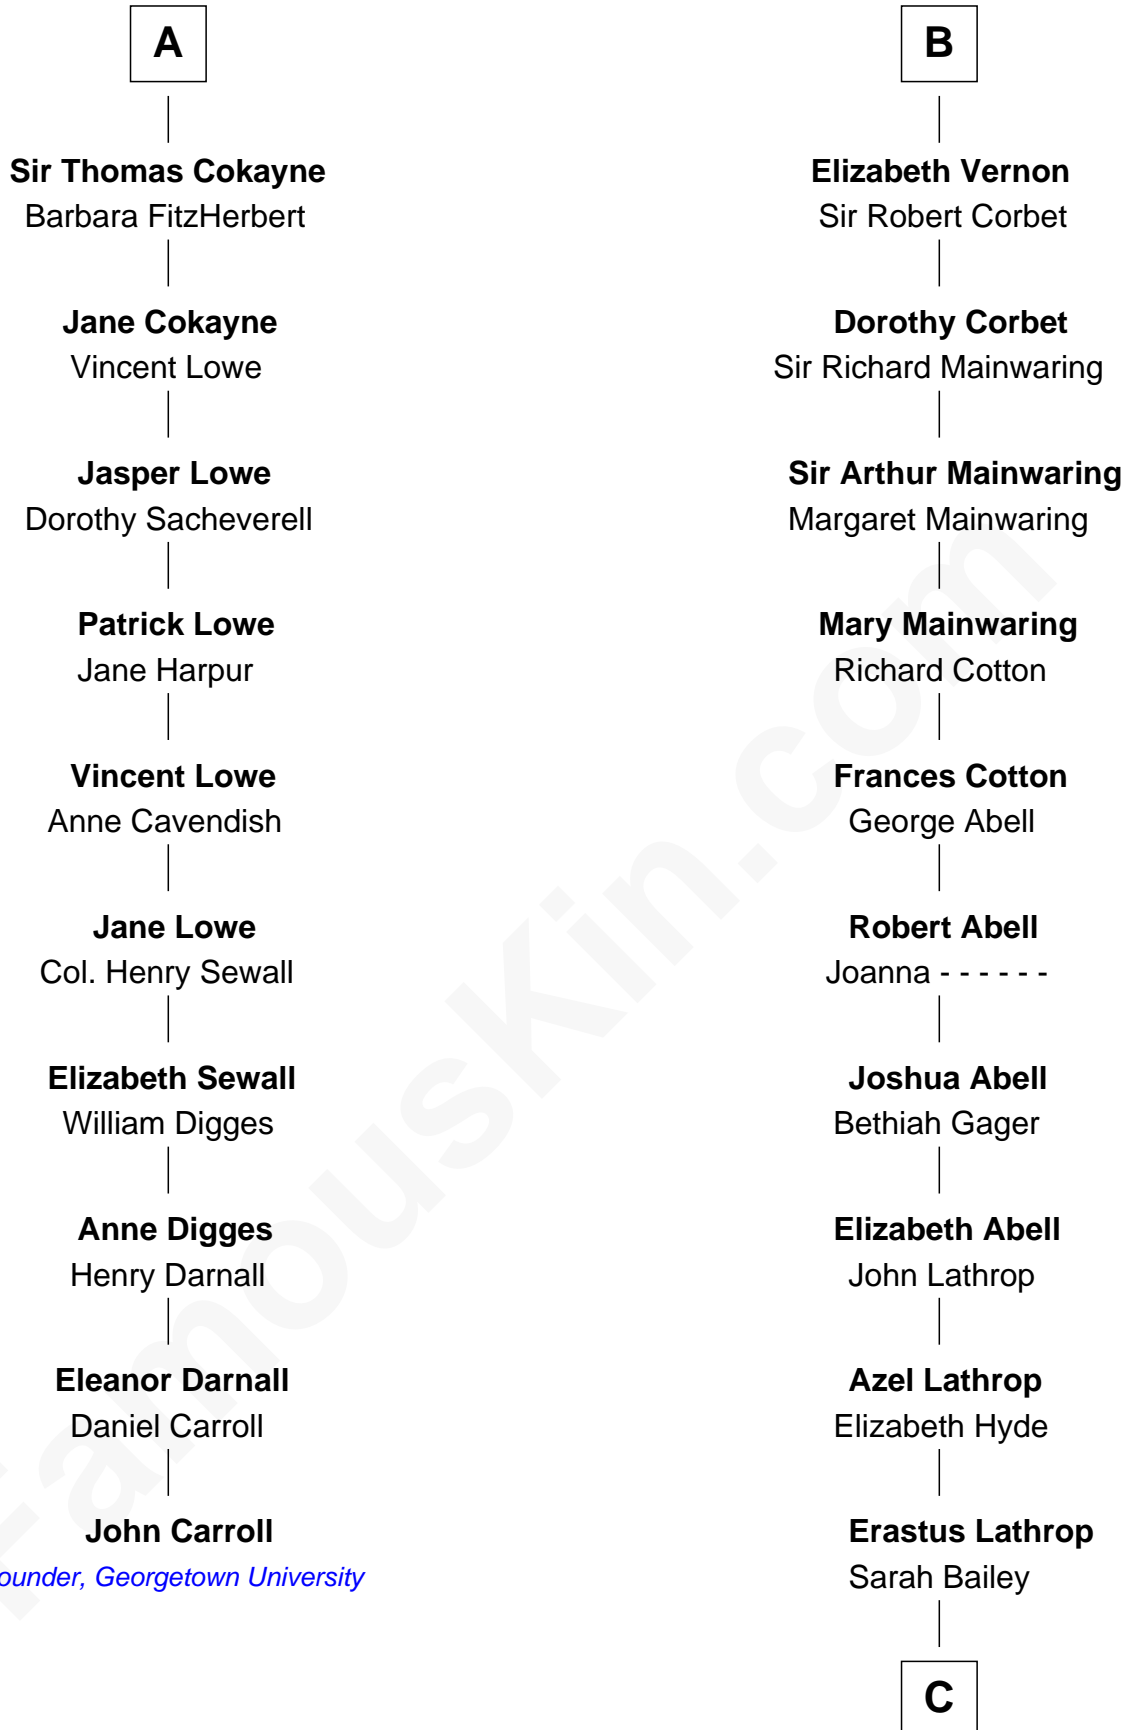 A
Sir Thomas Cokayne
Barbara FitzHerbert
Jane Cokayne
Vincent Lowe
Jasper Lowe
Dorothy Sacheverell
Patrick Lowe
Jane Harpur
Vincent Lowe
Anne Cavendish
Jane Lowe
Col. Henry Sewall
Elizabeth Sewall
William Digges
Anne Digges
Henry Darnall
Eleanor Darnall
Daniel Carroll
John Carroll
ounder, Georgetown University
B
Elizabeth Vernon
Sir Robert Corbet
Dorothy Corbet
Sir Richard Mainwaring
Sir Arthur Mainwaring
Margaret Mainwaring
Mary Mainwaring
Richard Cotton
Frances Cotton
George Abell
Robert Abell
Joanna - - - - - -
Joshua Abell
Bethiah Gager
Elizabeth Abell
John Lathrop
Azel Lathrop
Elizabeth Hyde
Erastus Lathrop
Sarah Bailey
C
FamousKin.com